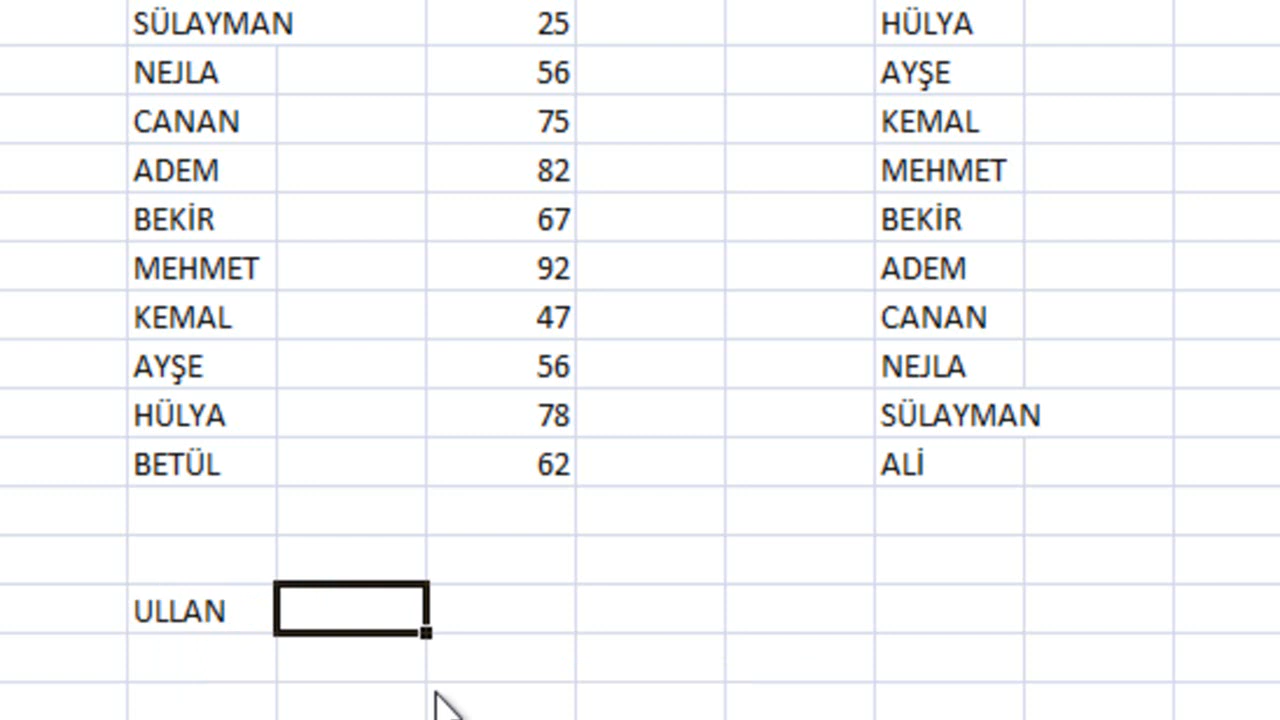 SÜLAYMAN 25 HÜLYA
NEJLA 56 AYŞE
CANAN 75 KEMAL
ADEM 82 MEHMET
BEKİR 67 BEKİR
MEHMET 92 ADEM
KEMAL 47 CANAN
AYŞE 56 NEJLA
HÜLYA 78 SÜLAYMAN
BETÜL 62 ALİ
ULLAN